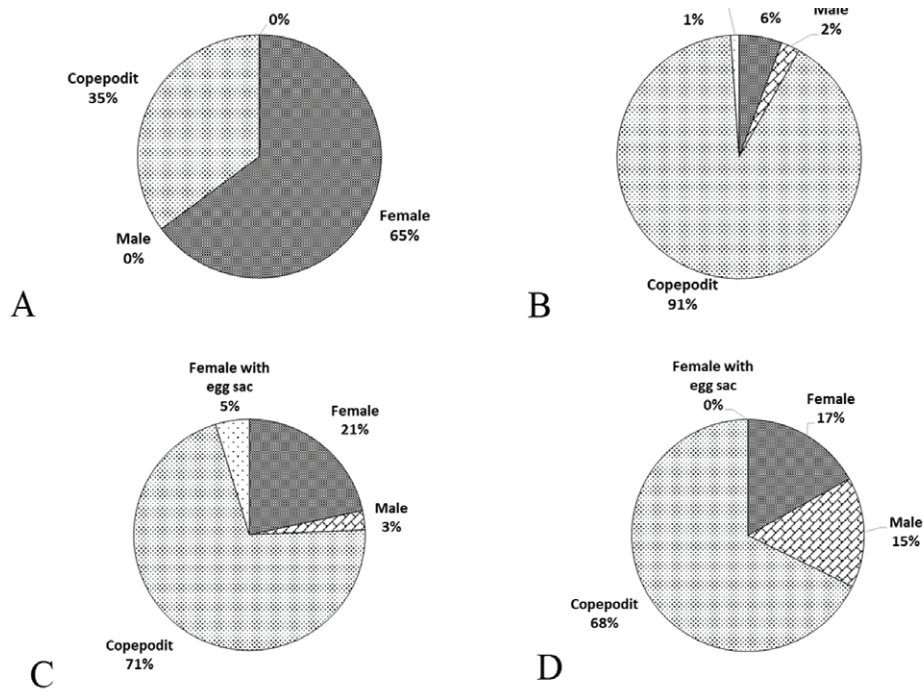 0%
Copepodit
35%
Female
65%
Male
0%
A
1%
6%
Male
2%
Copepodit
91%
B
Female with
egg sac
5%
Female
21%
Male
3%
Copepodit
71%
C
Female with
egg sac
0%
Female
17%
Male
15%
Copepodit
68%
D